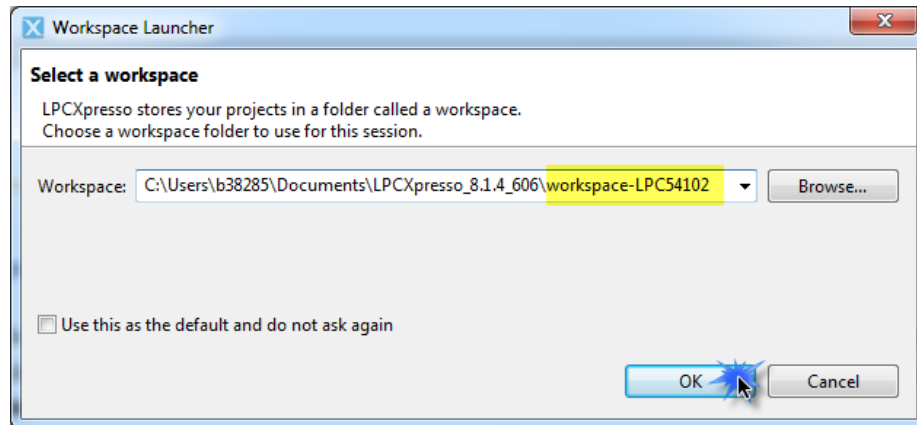 Workspace Launcher
Select a workspace
LPCXpresso stores your projects in a folder called a workspace.
Choose a workspace folder to use for this session.
Workspace: C:\Users\b38285\Documents\LPCXpresso_8.1.4_606\workspace-LPC54102 Browse...
Use this as the default and do not ask again
OK Cancel